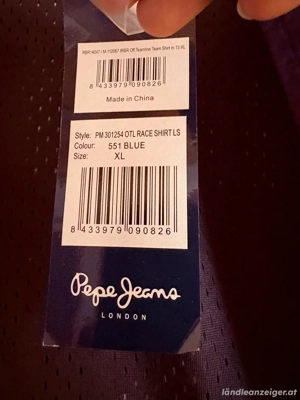 Made in China
8 433979 090826
Style: PM 301254 OTL RACE SHIRT LS
Colour: 551 BLUE
Size: XL
8 433979 090826
Pepe Jeans
LONDON
ländleanzeiger.at